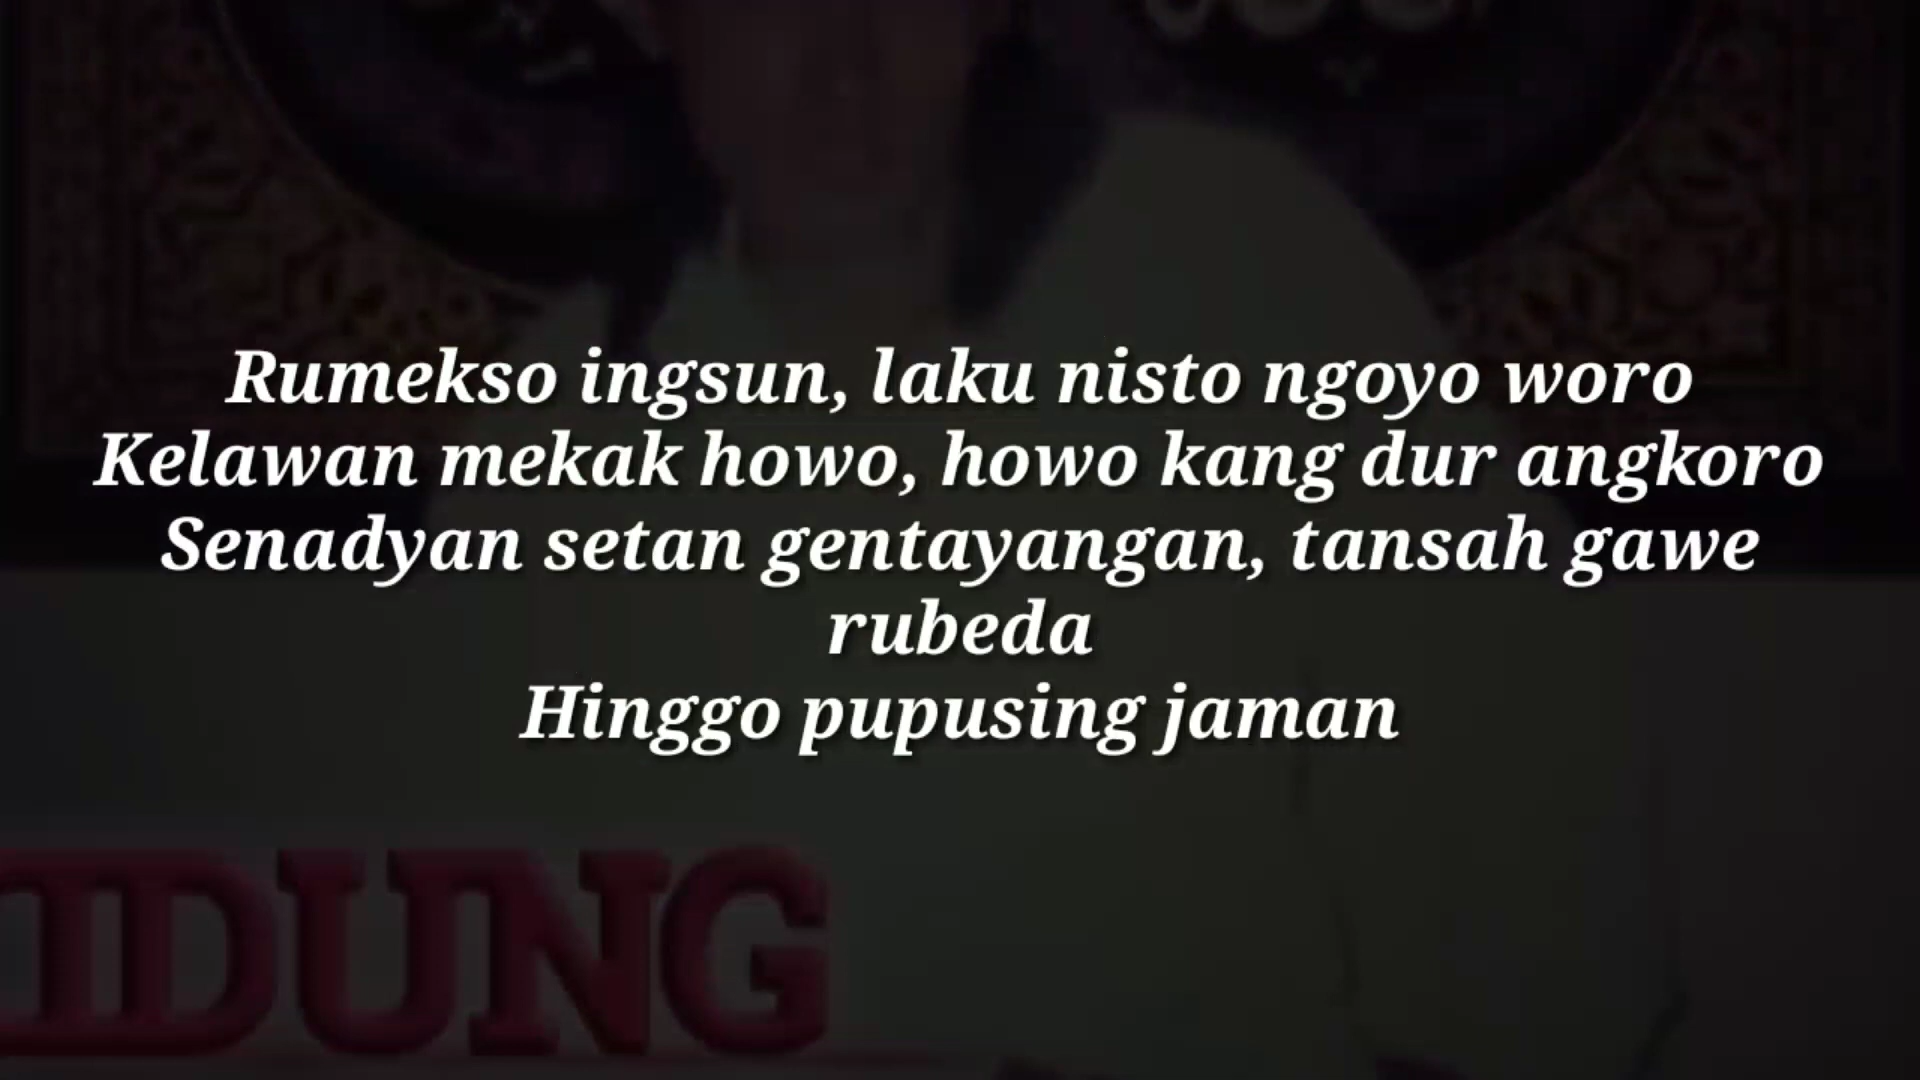 Rumekso ingsun, laku nisto ngoyo woro
Kelawan mekak howo, howo kang dur angkoro
Senadyan setan gentayangan, tansah gawe
rubeda
Hinggo pupusing jaman
IDUNG